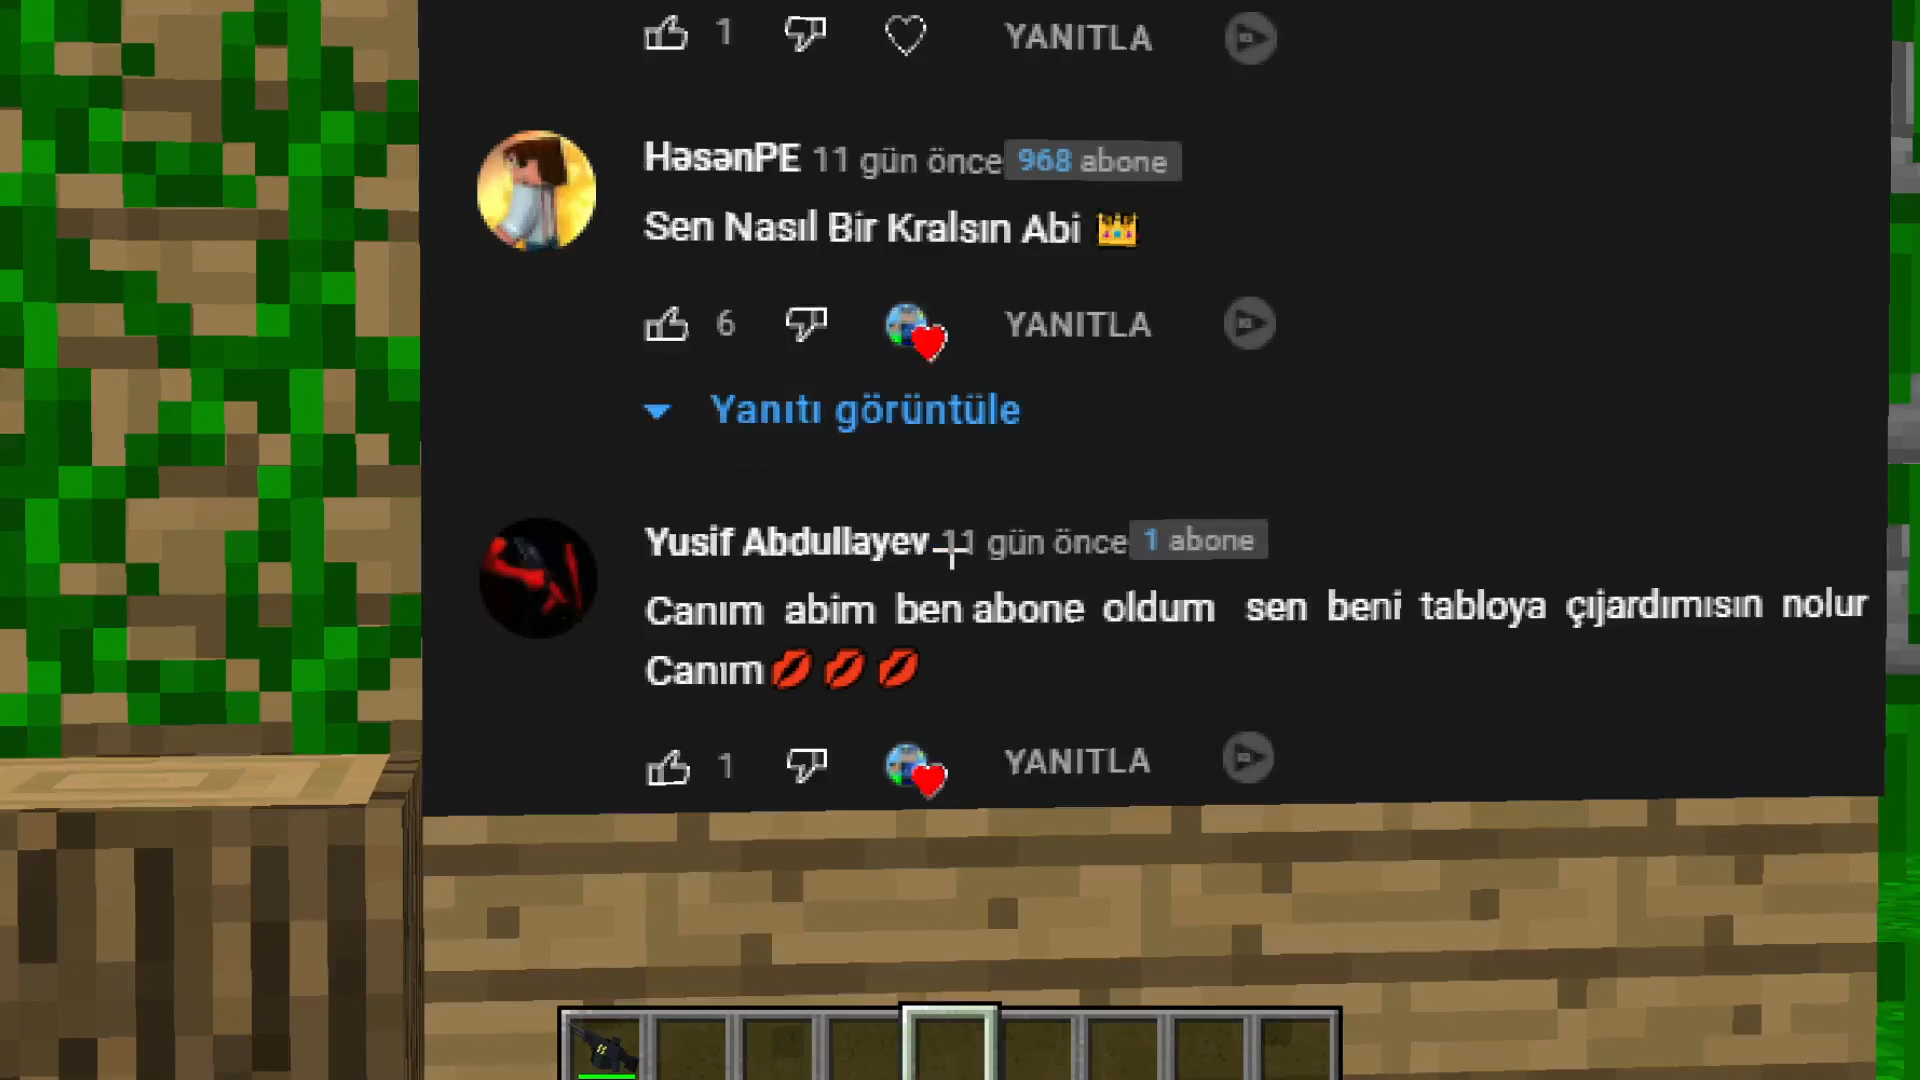 1 YANITLA
HəsənPE 11 gün önce 968 abone
Sen Nasıl Bir Kralsın Abi 👑
6 YANITLA
Yanıtı görüntüle
Yusif Abdullayev 11 gün önce 1 abone
Canım abim ben abone oldum sen beni tabloya çıjardımısın nolur
Canım💋💋💋
1 YANITLA